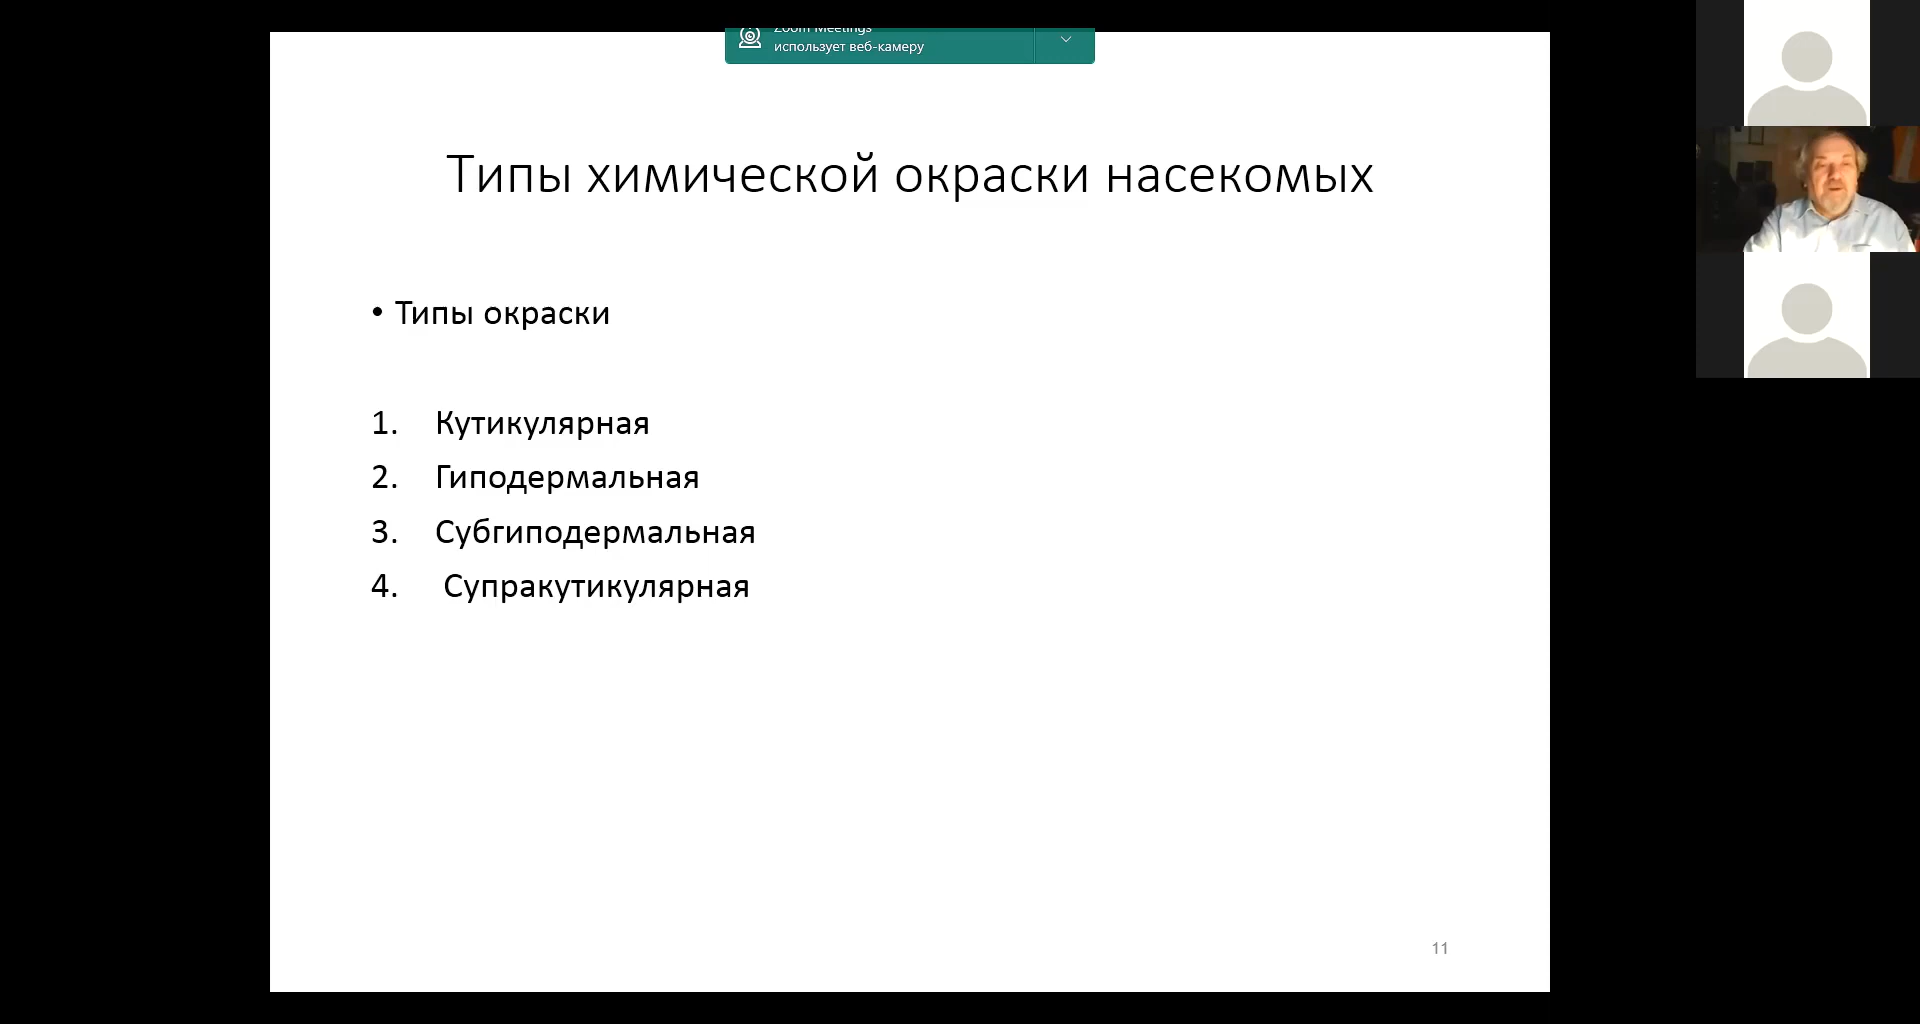 Zoom Meetings
использует веб-камеру
Типы химической окраски насекомых
• Типы окраски
1. Кутикулярная
2. Гиподермальная
3. Субгиподермальная
4. Супракутикулярная
11